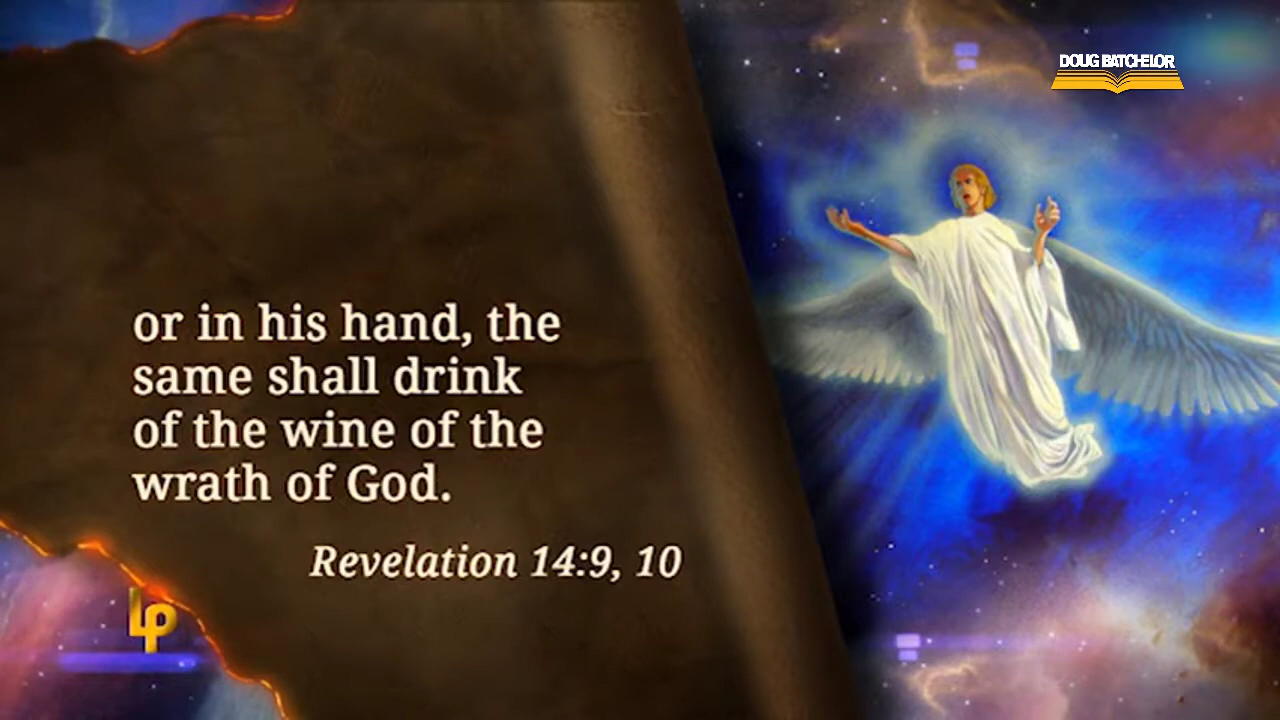 DOUG BATCHELOR
or in his hand, the
same shall drink
of the wine of the
wrath of God.
Revelation 14:9, 10
Lp